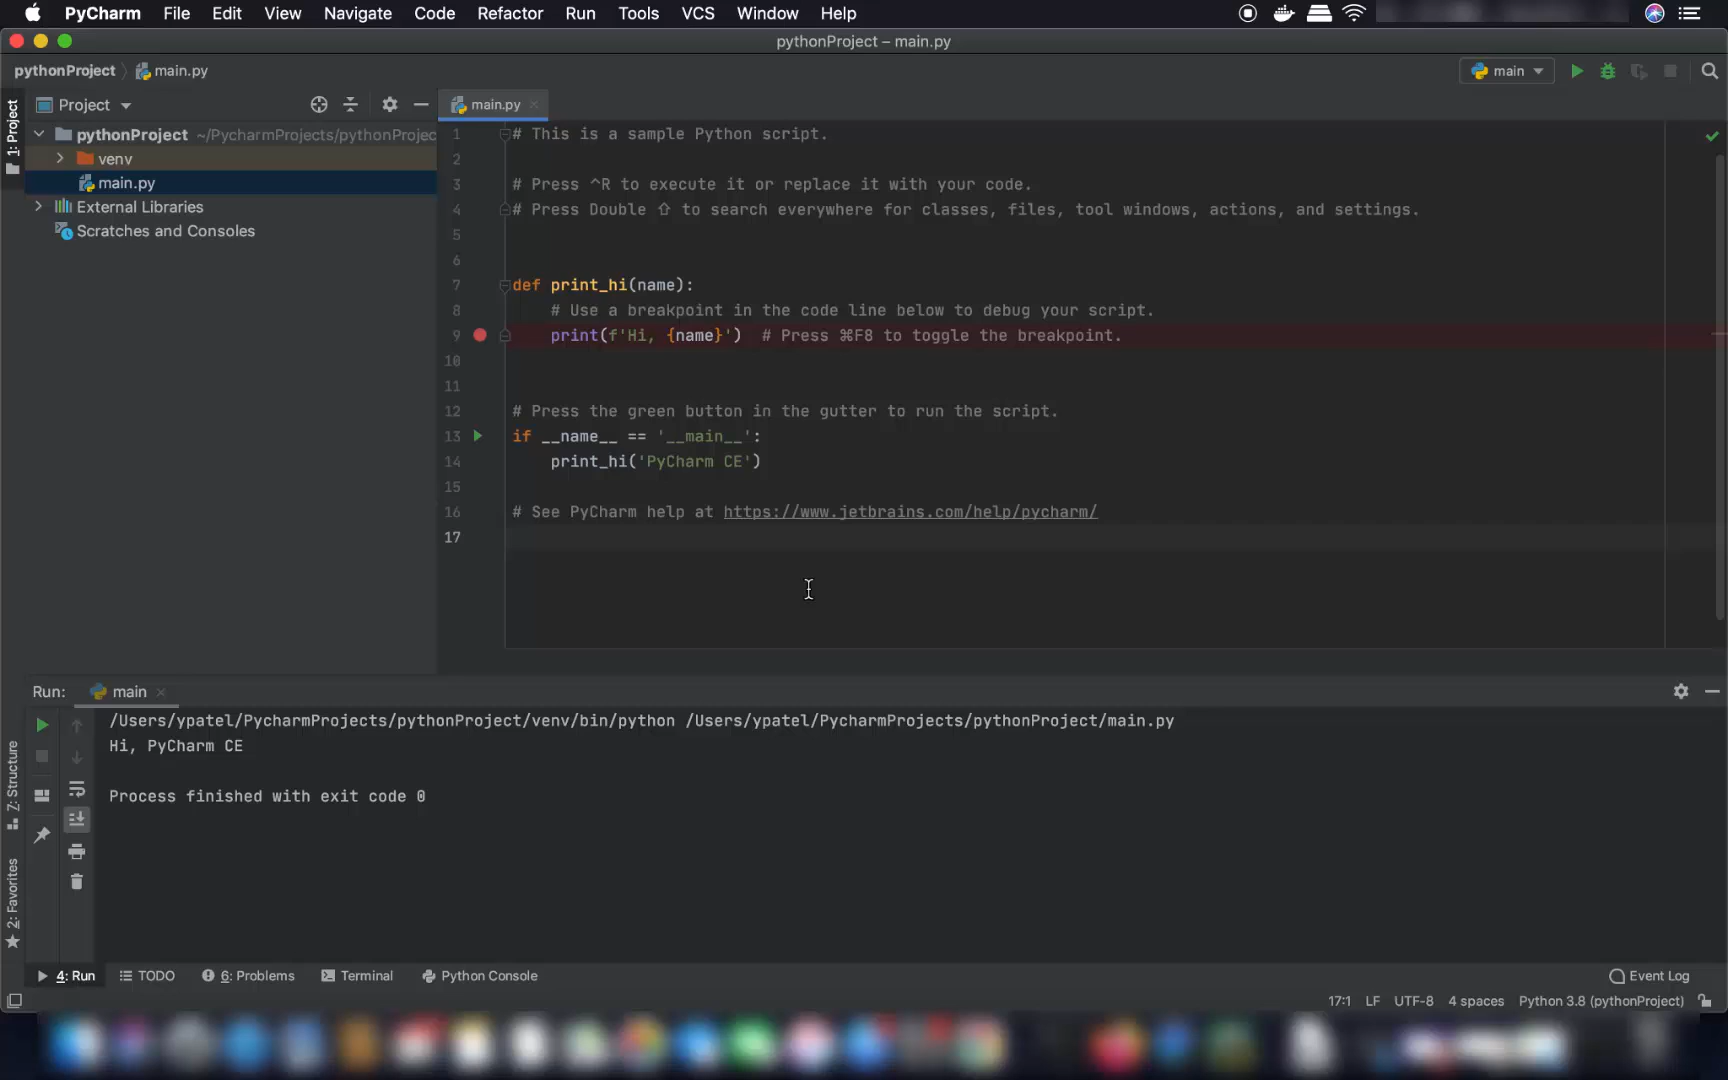 PyCharm File Edit View Navigate Code Refactor Run Tools VCS Window Help
pythonProject – main.py
pythonProject main.py
main
1: Project
Project
main.py
pythonProject ~/PycharmProjects/pythonProjec
venv
main.py
External Libraries
Scratches and Consoles
1 # This is a sample Python script.
2
3 # Press ^R to execute it or replace it with your code.
4 # Press Double ⇧ to search everywhere for classes, files, tool windows, actions, and settings.
5
6
7 def print_hi(name):
8 # Use a breakpoint in the code line below to debug your script.
9 print(f'Hi, {name}') # Press ⌘F8 to toggle the breakpoint.
10
11
12 # Press the green button in the gutter to run the script.
13 if __name__ == '__main__':
14 print_hi('PyCharm CE')
15
16 # See PyCharm help at https://www.jetbrains.com/help/pycharm/
17
Run: main
/Users/ypatel/PycharmProjects/pythonProject/venv/bin/python /Users/ypatel/PycharmProjects/pythonProject/main.py
Hi, PyCharm CE
Process finished with exit code 0
Z: Structure
2: Favorites
4: Run TODO 6: Problems Terminal Python Console Event Log
17:1 LF UTF-8 4 spaces Python 3.8 (pythonProject)